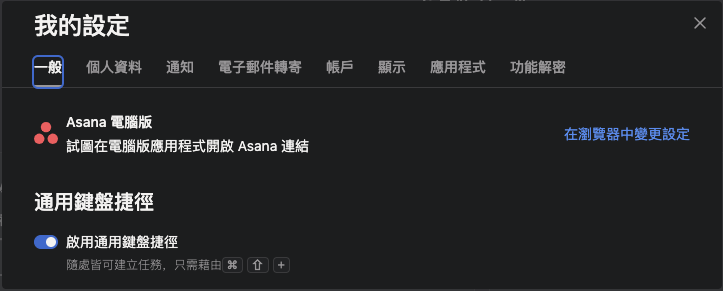 我的設定
一般 個人資料 通知 電子郵件轉寄 帳戶 顯示 應用程式 功能解密
Asana 電腦版
試圖在電腦版應用程式開啟 Asana 連結
在瀏覽器中變更設定
通用鍵盤捷徑
啟用通用鍵盤捷徑
隨處皆可建立任務，只需藉由 ⌘ ⇧ +